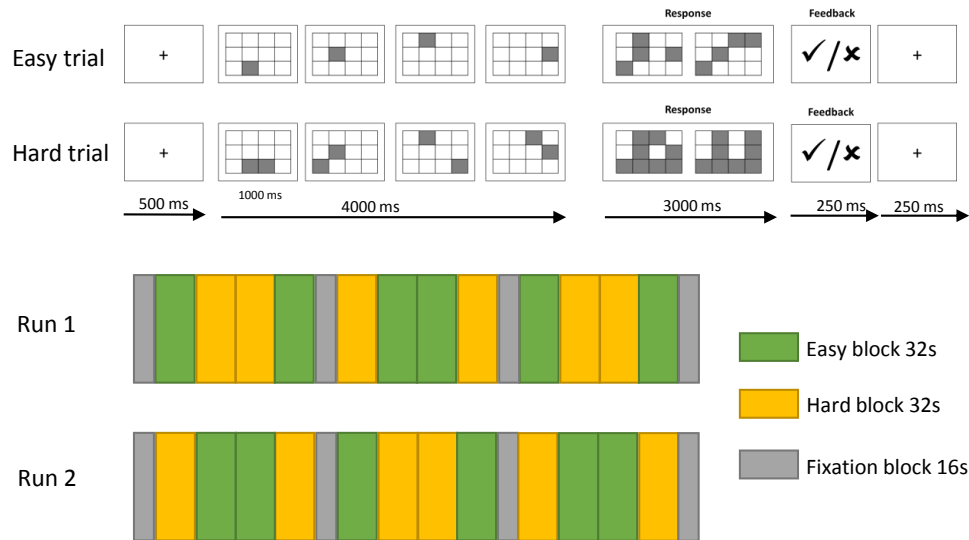 Response Feedback
Easy trial + ✓/✘ +
Response Feedback
Hard trial + ✓/✘ +
500 ms 1000 ms 4000 ms 3000 ms 250 ms 250 ms
Run 1
Easy block 32s
Hard block 32s
Run 2
Fixation block 16s